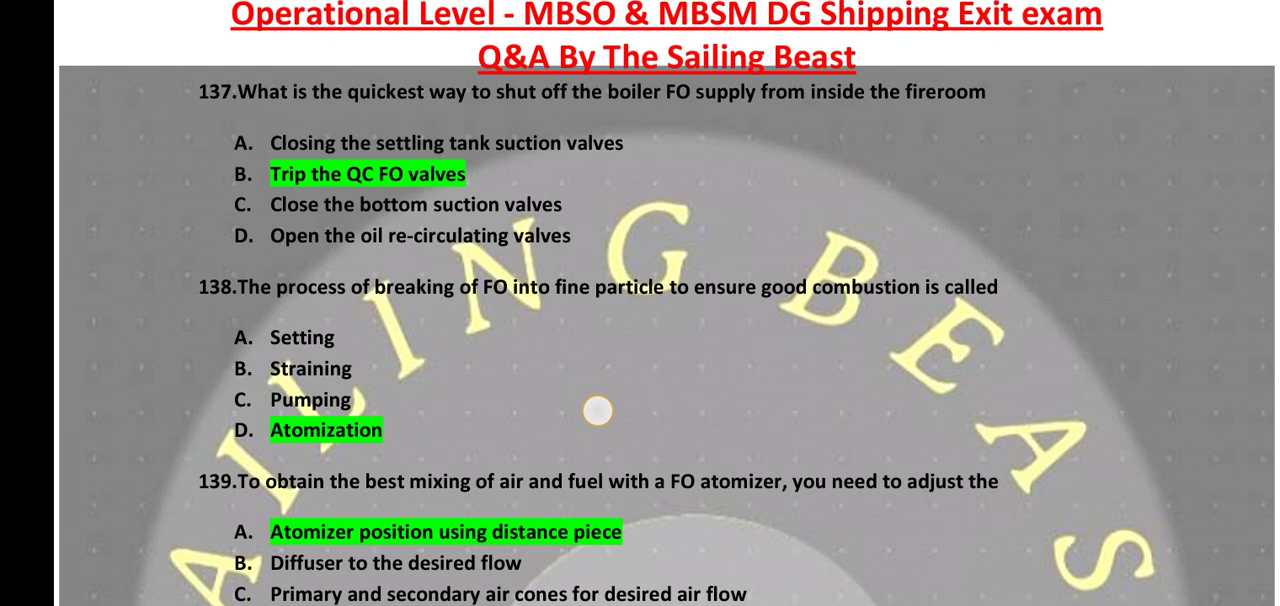 Operational Level - MBSO & MBSM DG Shipping Exit exam
Q&A By The Sailing Beast
137.What is the quickest way to shut off the boiler FO supply from inside the fireroom
A. Closing the settling tank suction valves
B. Trip the QC FO valves
C. Close the bottom suction valves
D. Open the oil re-circulating valves
138.The process of breaking of FO into fine particle to ensure good combustion is called
A. Setting
B. Straining
C. Pumping
D. Atomization
139.To obtain the best mixing of air and fuel with a FO atomizer, you need to adjust the
A. Atomizer position using distance piece
B. Diffuser to the desired flow
C. Primary and secondary air cones for desired air flow
AILING BEAS